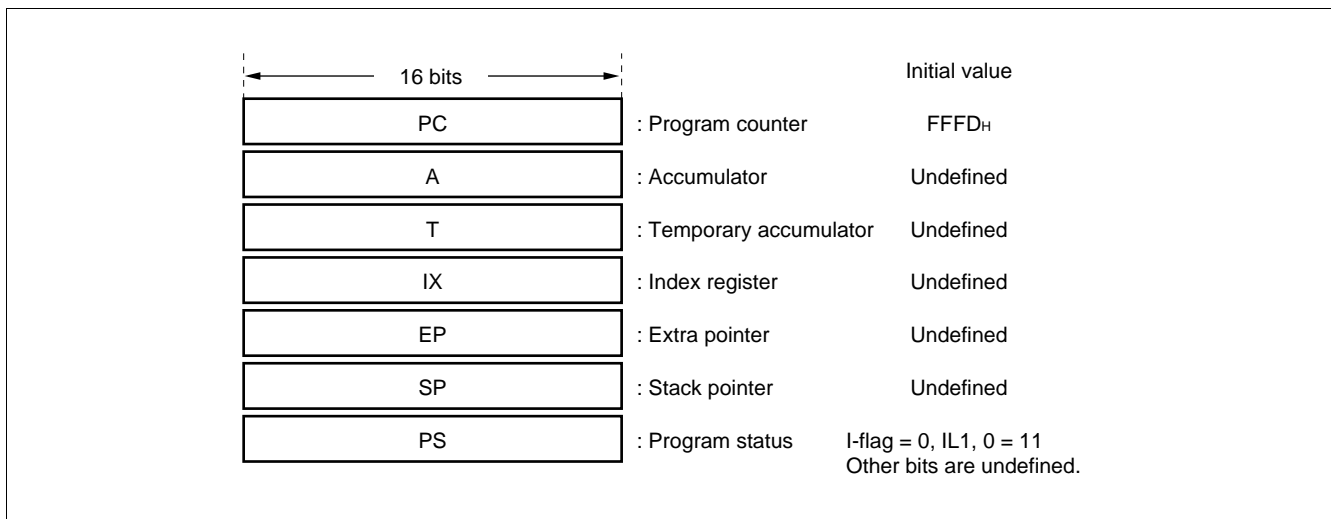 16 bits Initial value
PC : Program counter FFFDH
A : Accumulator Undefined
T : Temporary accumulator Undefined
IX : Index register Undefined
EP : Extra pointer Undefined
SP : Stack pointer Undefined
PS : Program status I-flag = 0, IL1, 0 = 11
Other bits are undefined.